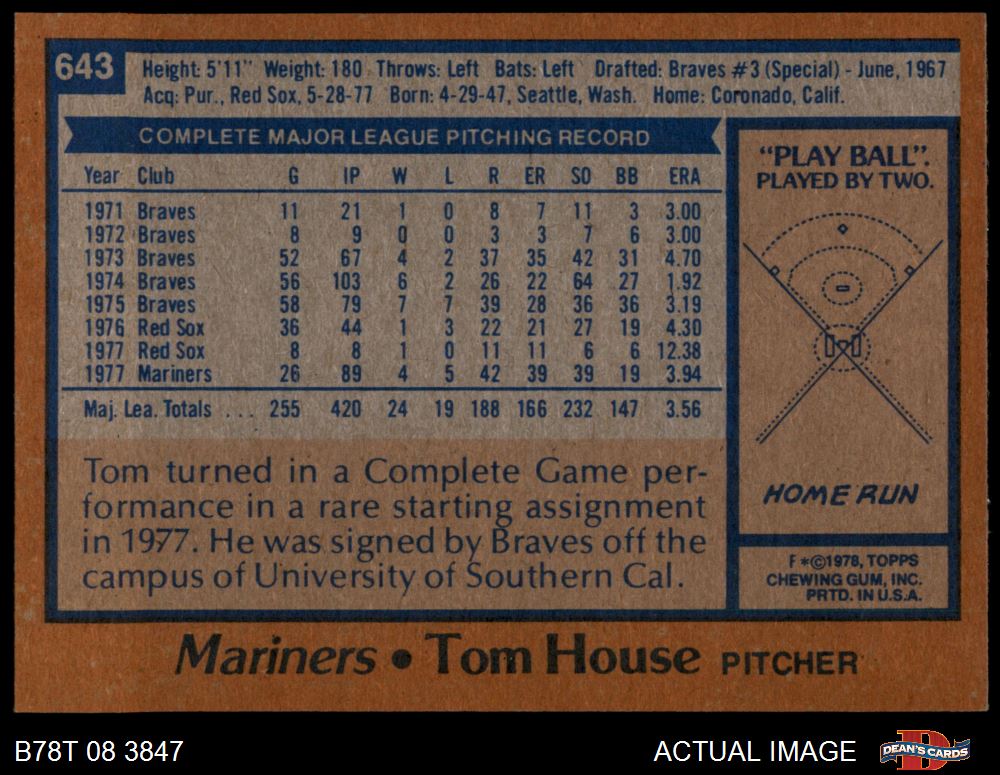 643
Height: 5'11" Weight: 180 Throws: Left Bats: Left Drafted: Braves #3 (Special) - June, 1967
Acq: Pur., Red Sox, 5-28-77 Born: 4-29-47, Seattle, Wash. Home: Coronado, Calif.
COMPLETE MAJOR LEAGUE PITCHING RECORD
Year Club G IP W L R ER SO BB ERA
1971 Braves 11 21 1 0 8 7 11 3 3.00
1972 Braves 8 9 0 0 3 3 7 6 3.00
1973 Braves 52 67 4 2 37 35 42 31 4.70
1974 Braves 56 103 6 2 26 22 64 27 1.92
1975 Braves 58 79 7 7 39 28 36 36 3.19
1976 Red Sox 36 44 1 3 22 21 27 19 4.30
1977 Red Sox 8 8 1 0 11 11 6 6 12.38
1977 Mariners 26 89 4 5 42 39 39 19 3.94
Maj. Lea. Totals ... 255 420 24 19 188 166 232 147 3.56
Tom turned in a Complete Game per-
formance in a rare starting assignment
in 1977. He was signed by Braves off the
campus of University of Southern Cal.
"PLAY BALL".
PLAYED BY TWO.
HOME RUN
F *©1978, TOPPS
CHEWING GUM, INC.
PRTD. IN U.S.A.
Mariners • Tom House PITCHER
B78T 08 3847
ACTUAL IMAGE
D
DEAN'S CARDS